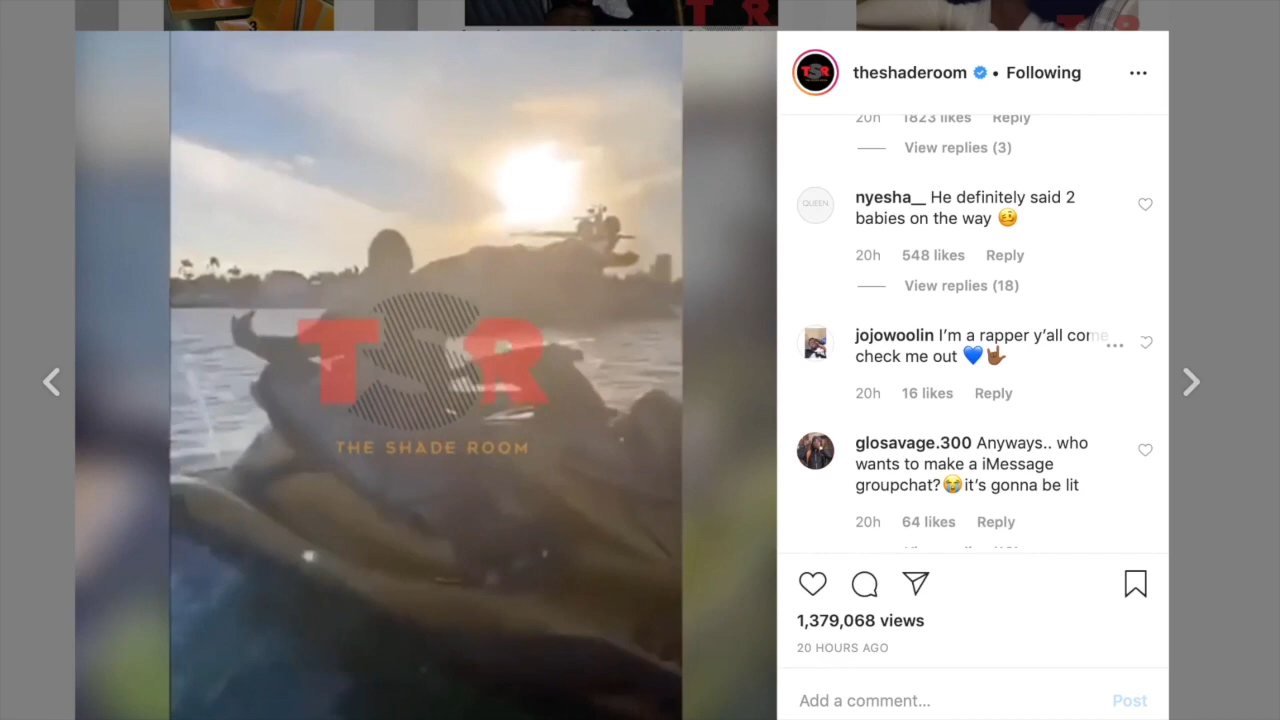 3
TSR
theshaderoom • Following
20h 1823 likes Reply
View replies (3)
QUEEN
nyesha__ He definitely said 2
babies on the way 🥴
20h 548 likes Reply
View replies (18)
jojowoolin I’m a rapper y’all come
check me out 💙🤟🏾
20h 16 likes Reply
glosavage.300 Anyways.. who
wants to make a iMessage
groupchat?😭it’s gonna be lit
20h 64 likes Reply
TSR
THE SHADE ROOM
1,379,068 views
20 HOURS AGO
Add a comment... Post